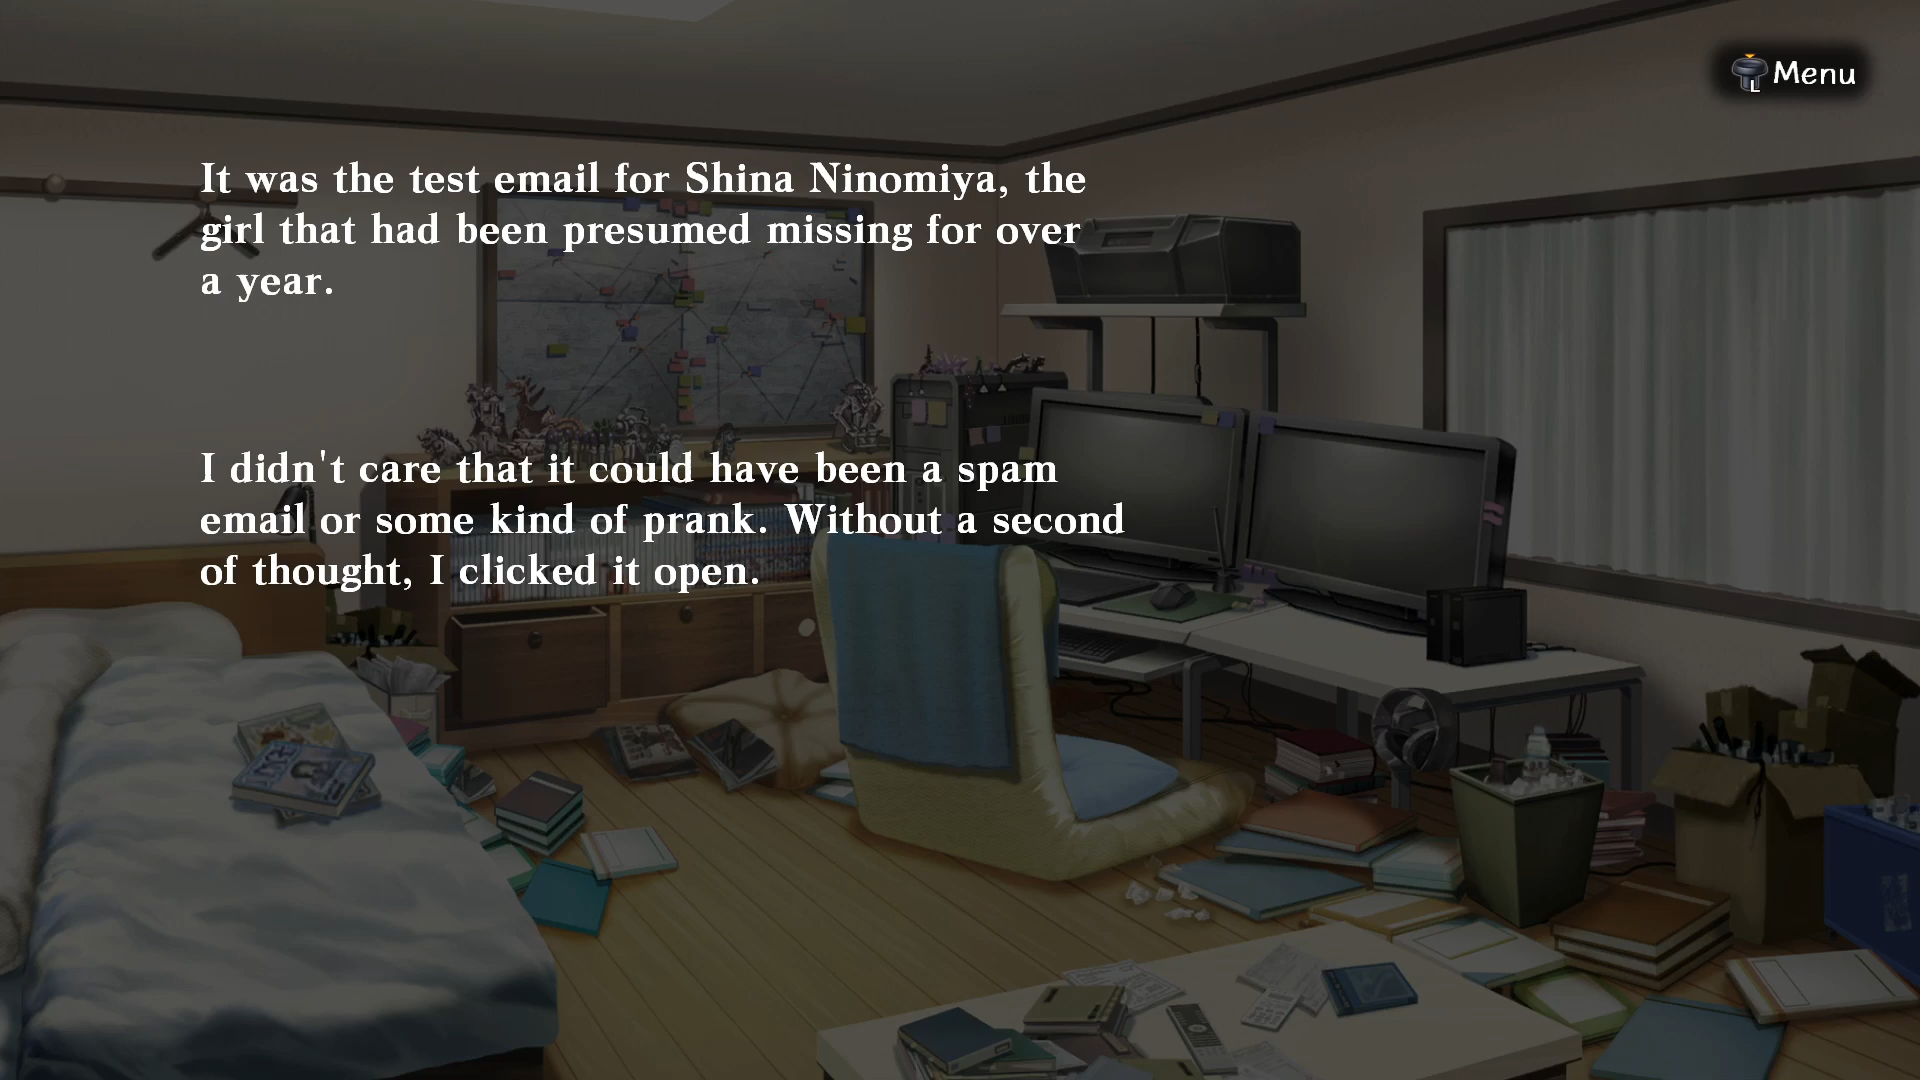 Menu
It was the test email for Shina Ninomiya, the
girl that had been presumed missing for over
a year.
I didn't care that it could have been a spam
email or some kind of prank. Without a second
of thought, I clicked it open.